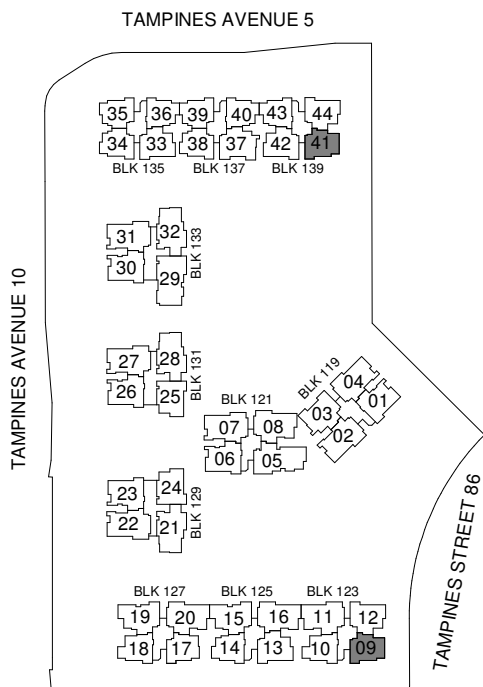 TAMPINES AVENUE 5
35 36 39 40 43 44
34 33 38 37 42 41
BLK 135 BLK 137 BLK 139
31 32
30 29
BLK 133
TAMPINES AVENUE 10
27 28
26 25
BLK 131
BLK 119
04 01
03 02
BLK 121
07 08
06 05
23 24
22 21
BLK 129
TAMPINES STREET 86
BLK 127 BLK 125 BLK 123
19 20 15 16 11 12
18 17 14 13 10 09